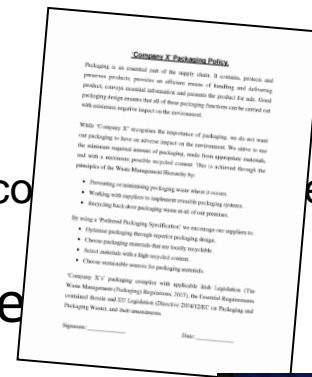 'Company X' Packaging Policy.
Packaging is an essential part of the supply chain. It contains, protects and
preserves products, provides an efficient means of handling and delivering
product, conveys essential information and presents the product for sale. Good
packaging design ensures that all of these packaging functions can be carried out
with minimum negative impact on the environment.
While 'Company X' recognises the importance of packaging, we do not want
our packaging to have an adverse impact on the environment. We strive to use
the minimum required amount of packaging, made from appropriate materials,
and with a maximum possible recycled content. This is achieved through the
principles of the Waste Management Hierarchy by:
• Preventing or minimising packaging waste where it occurs.
• Working with suppliers to implement reusable packaging systems.
• Recycling back door packaging waste at all of our premises.
co
By using a 'Preferred Packaging Specification' we encourage our suppliers to:
• Optimise packaging through superior packaging design.
• Choose packaging materials that are locally recyclable.
• Select materials with a high recycled content.
• Choose sustainable sources for packaging materials.
'Company X's' packaging complies with applicable Irish Legislation (The
Waste Management (Packaging) Regulations, 2007), the Essential Requirements
contained therein and EU Legislation (Directive 2004/12/EC on Packaging and
Packaging Waste), and their amendments.
e
Signature: Date: